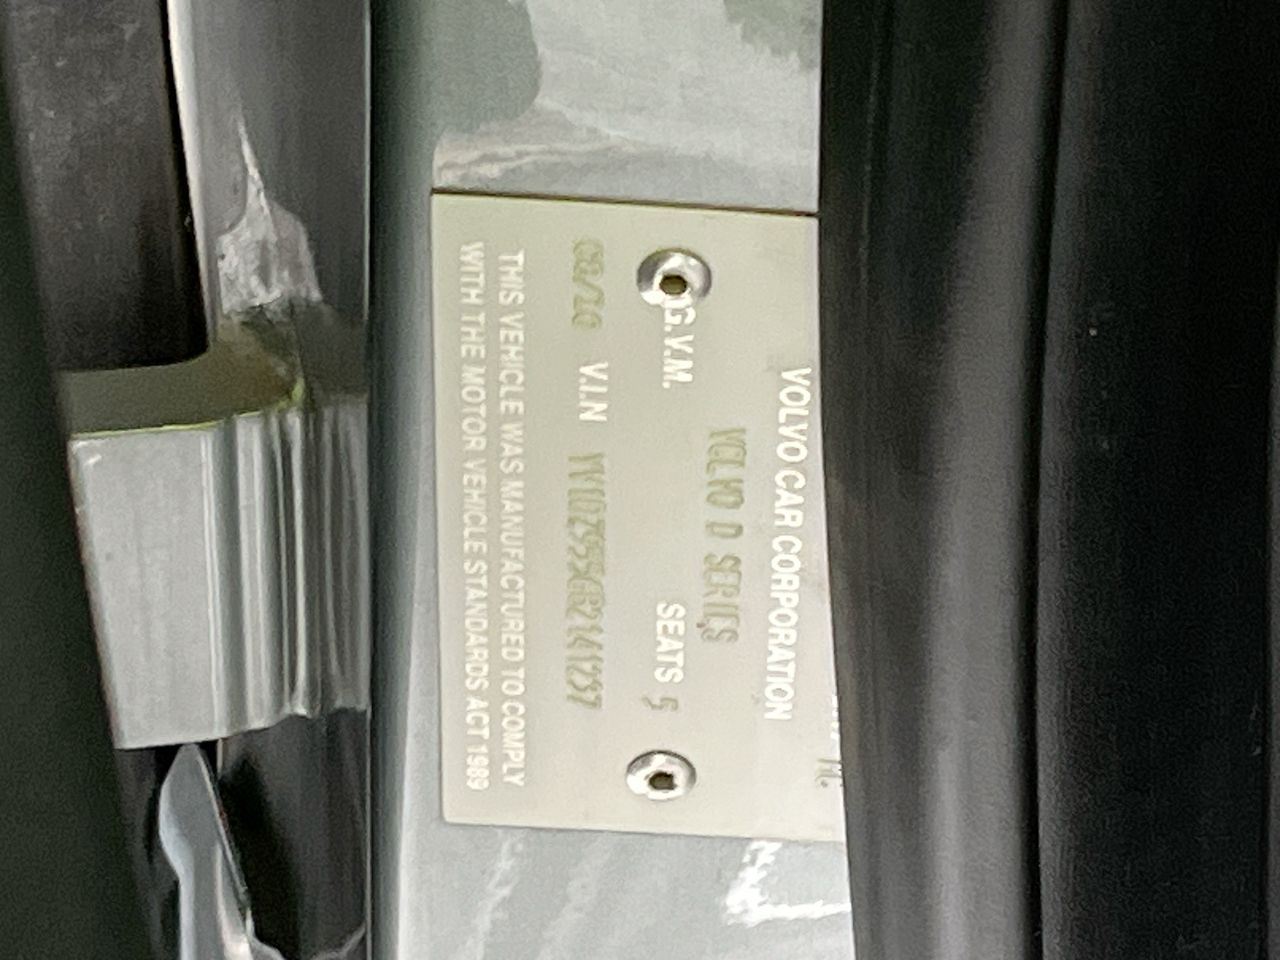 VOLVO CAR CORPORATION
VOLVO D SERIES
G.V.M. SEATS 5
V.I.N
THIS VEHICLE WAS MANUFACTURED TO COMPLY
WITH THE MOTOR VEHICLE STANDARDS ACT 1989